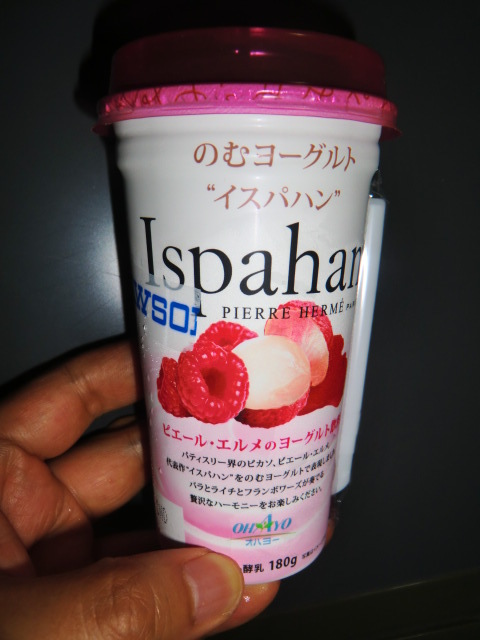 のむヨーグルト
“イスパハン”
Ispahan
PIERRE HERMÉ
WSO
ピエール・エルメのヨーグルト
パティスリー界のピカソ、ピエール・エルメ。
代表作“イスパハン”をのむヨーグルトで表現しました
バラとライチとフランボワーズが奏でる
贅沢なハーモニーをお楽しみください。
OHAYO
オハヨー
酵乳 180g